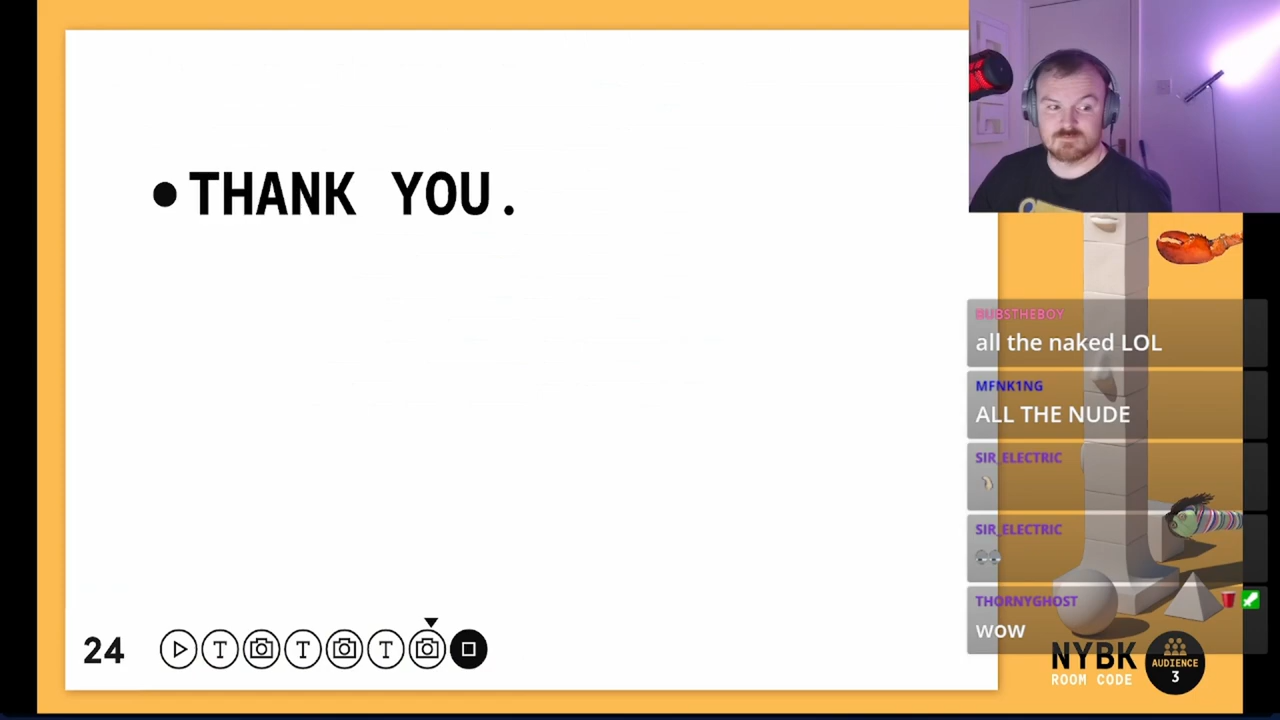 •THANK YOU.
24
T
T
T
BUBSTHEBOY
all the naked LOL
MFNK1NG
ALL THE NUDE
SIR_ELECTRIC
SIR_ELECTRIC
THORNYGHOST
wow
NYBK
ROOM CODE
AUDIENCE
3